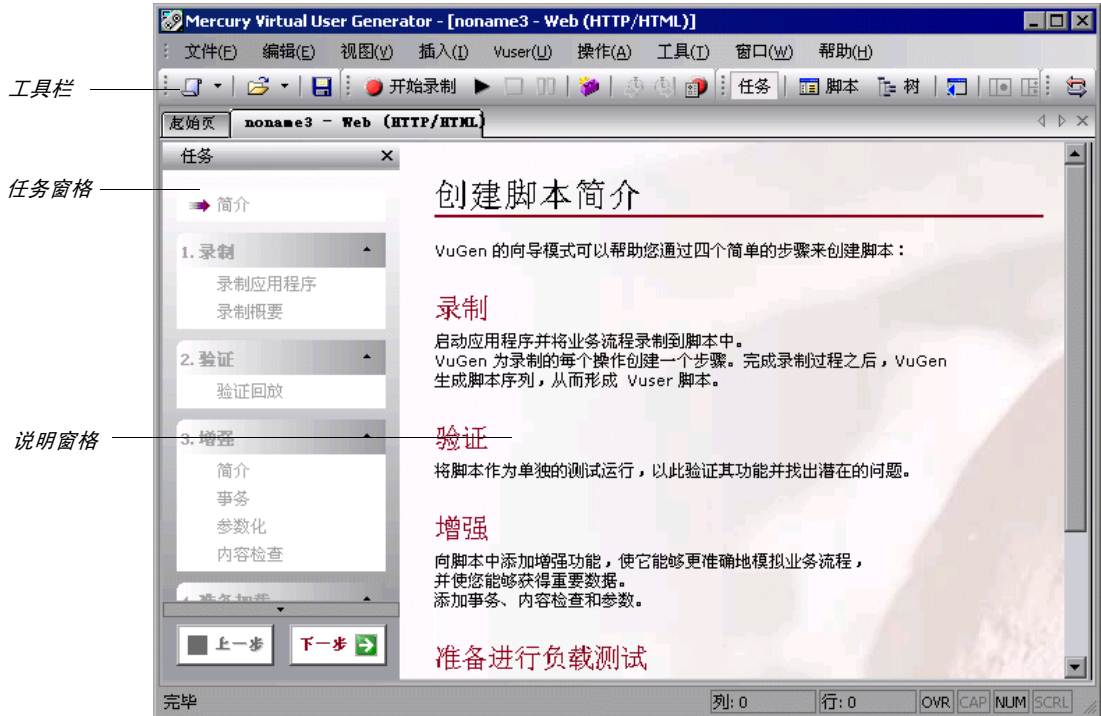 Mercury Virtual User Generator - [noname3 - Web (HTTP/HTML)]
文件(F) 编辑(E) 视图(V) 插入(I) Vuser(U) 操作(A) 工具(T) 窗口(W) 帮助(H)
工具栏
开始录制 任务 脚本 树
起始页 noname3 - Web (HTTP/HTML)
任务
任务窗格
简介
1. 录制
录制应用程序
录制概要
2. 验证
验证回放
说明窗格
3. 增强
简介
事务
参数化
内容检查
4. 准备加载
上一步 下一步
创建脚本简介
VuGen 的向导模式可以帮助您通过四个简单的步骤来创建脚本：
录制
启动应用程序并将业务流程录制到脚本中。
VuGen 为录制的每个操作创建一个步骤。完成录制过程之后，VuGen
生成脚本序列，从而形成 Vuser 脚本。
验证
将脚本作为单独的测试运行，以此验证其功能并找出潜在的问题。
增强
向脚本中添加增强功能，使它能够更准确地模拟业务流程，
并使您能够获得重要数据。
添加事务、内容检查和参数。
准备进行负载测试
完毕 列: 0 行: 0 OVR CAP NUM SCRL